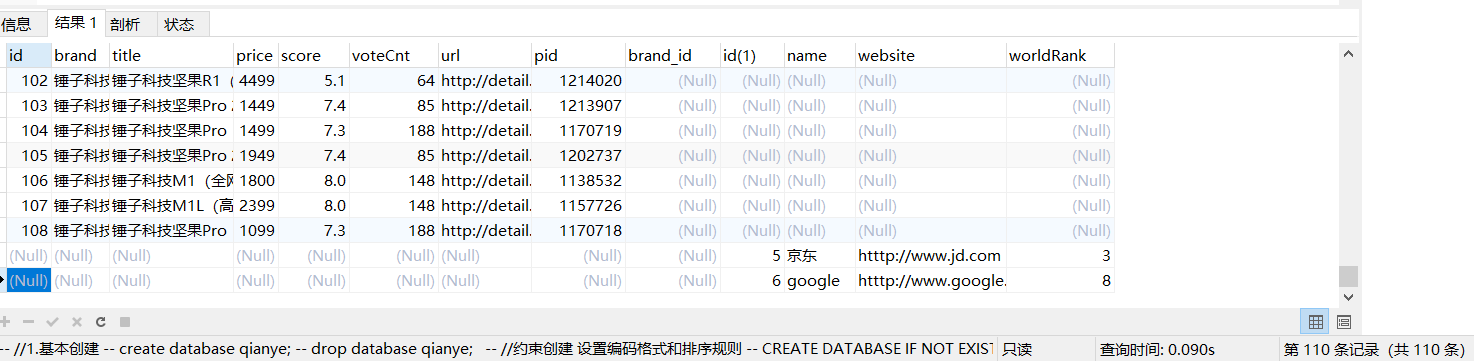 信息 结果 1 剖析 状态
id brand title price score voteCnt url pid brand_id id(1) name website worldRank
102 锤子科技 锤子科技坚果R1（ 4499 5.1 64 http://detail. 1214020 (Null) (Null) (Null) (Null) (Null)
103 锤子科技 锤子科技坚果Pro 1449 7.4 85 http://detail. 1213907 (Null) (Null) (Null) (Null) (Null)
104 锤子科技 锤子科技坚果Pro 1499 7.3 188 http://detail. 1170719 (Null) (Null) (Null) (Null) (Null)
105 锤子科技 锤子科技坚果Pro 1949 7.4 85 http://detail. 1202737 (Null) (Null) (Null) (Null) (Null)
106 锤子科技 锤子科技M1（全网 1800 8.0 148 http://detail. 1138532 (Null) (Null) (Null) (Null) (Null)
107 锤子科技 锤子科技M1L（高 2399 8.0 148 http://detail. 1157726 (Null) (Null) (Null) (Null) (Null)
108 锤子科技 锤子科技坚果Pro 1099 7.3 188 http://detail. 1170718 (Null) (Null) (Null) (Null) (Null)
(Null) (Null) (Null) (Null) (Null) (Null) (Null) (Null) (Null) 5 京东 htttp://www.jd.com 3
(Null) (Null) (Null) (Null) (Null) (Null) (Null) (Null) (Null) 6 google htttp://www.google. 8
-- //1.基本创建 -- create database qianye; -- drop database qianye; -- //约束创建 设置编码格式和排序规则 -- CREATE DATABASE IF NOT EXIST 只读 查询时间: 0.090s 第 110 条记录 (共 110 条)